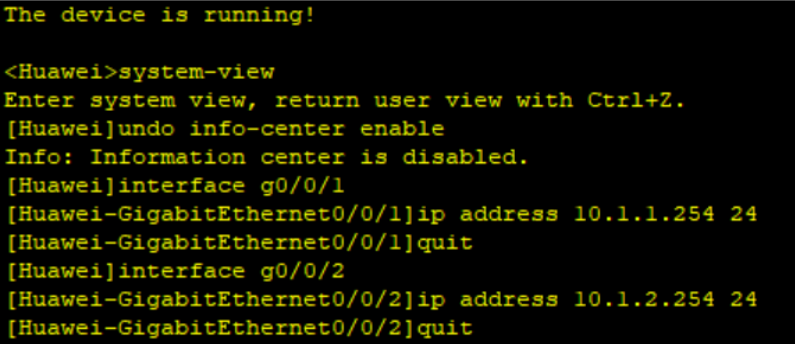 The device is running!
<Huawei>system-view
Enter system view, return user view with Ctrl+Z.
[Huawei]undo info-center enable
Info: Information center is disabled.
[Huawei]interface g0/0/1
[Huawei-GigabitEthernet0/0/1]ip address 10.1.1.254 24
[Huawei-GigabitEthernet0/0/1]quit
[Huawei]interface g0/0/2
[Huawei-GigabitEthernet0/0/2]ip address 10.1.2.254 24
[Huawei-GigabitEthernet0/0/2]quit